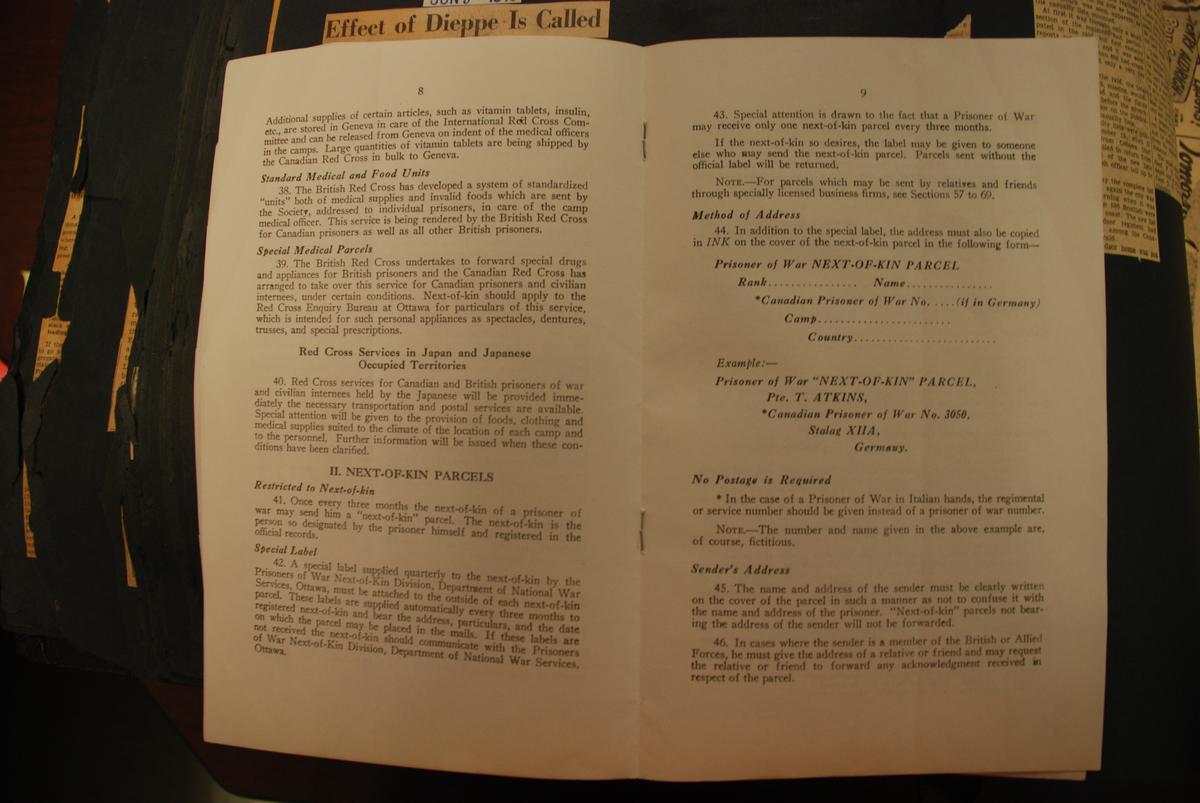 Effect of Dieppe Is Called
8
Additional supplies of certain articles, such as vitamin tablets, insulin,
etc., are stored in Geneva in care of the International Red Cross Com-
mittee and can be released from Geneva on indent of the medical officers
in the camps. Large quantities of vitamin tablets are being shipped by
the Canadian Red Cross in bulk to Geneva.
Standard Medical and Food Units
38. The British Red Cross has developed a system of standardized
"units" both of medical supplies and invalid foods which are sent by
the Society, addressed to individual prisoners, in care of the camp
medical officer. This service is being rendered by the British Red Cross
for Canadian prisoners as well as all other British prisoners.
Special Medical Parcels
39. The British Red Cross undertakes to forward special drugs
and appliances for British prisoners and the Canadian Red Cross has
arranged to take over this service for Canadian prisoners and civilian
internees, under certain conditions. Next-of-kin should apply to the
Red Cross Enquiry Bureau at Ottawa for particulars of this service,
which is intended for such personal appliances as spectacles, dentures,
trusses, and special prescriptions.
Red Cross Services in Japan and Japanese
Occupied Territories
40. Red Cross services for Canadian and British prisoners of war
and civilian internees held by the Japanese will be provided imme-
diately the necessary transportation and postal services are available.
Special attention will be given to the provision of foods, clothing and
medical supplies suited to the climate of the location of each camp and
to the personnel. Further information will be issued when these con-
ditions have been clarified.
II. NEXT-OF-KIN PARCELS
Restricted to Next-of-kin
41. Once every three months the next-of-kin of a prisoner of
war may send him a "next-of-kin" parcel. The next-of-kin is the
person so designated by the prisoner himself and registered in the
official records.
Special Label
42. A special label supplied quarterly to the next-of-kin by the
Prisoners of War Next-of-Kin Division, Department of National War
Services, Ottawa, must be attached to the outside of each next-of-kin
parcel. These labels are supplied automatically every three months to
registered next-of-kin and bear the address, particulars, and the date
on which the parcel may be placed in the mails. If these labels are
not received the next-of-kin should communicate with the Prisoners
of War Next-of-Kin Division, Department of National War Services,
Ottawa.
9
43. Special attention is drawn to the fact that a Prisoner of War
may receive only one next-of-kin parcel every three months.
If the next-of-kin so desires, the label may be given to someone
else who may send the next-of-kin parcel. Parcels sent without the
official label will be returned.
NOTE.—For parcels which may be sent by relatives and friends
through specially licensed business firms, see Sections 57 to 69.
Method of Address
44. In addition to the special label, the address must also be copied
in INK on the cover of the next-of-kin parcel in the following form—
Prisoner of War NEXT-OF-KIN PARCEL
Rank................ Name...............
*Canadian Prisoner of War No. ....(if in Germany)
Camp........................
Country.........................
Example:—
Prisoner of War "NEXT-OF-KIN" PARCEL,
Pte. T. ATKINS,
*Canadian Prisoner of War No. 3050,
Stalag XIIA,
Germany.
No Postage is Required
* In the case of a Prisoner of War in Italian hands, the regimental
or service number should be given instead of a prisoner of war number.
NOTE.—The number and name given in the above example are,
of course, fictitious.
Sender's Address
45. The name and address of the sender must be clearly written
on the cover of the parcel in such a manner as not to confuse it with
the name and address of the prisoner. "Next-of-kin" parcels not bear-
ing the address of the sender will not be forwarded.
46. In cases where the sender is a member of the British or Allied
Forces, he must give the address of a relative or friend and may request
the relative or friend to forward any acknowledgment received in
respect of the parcel.